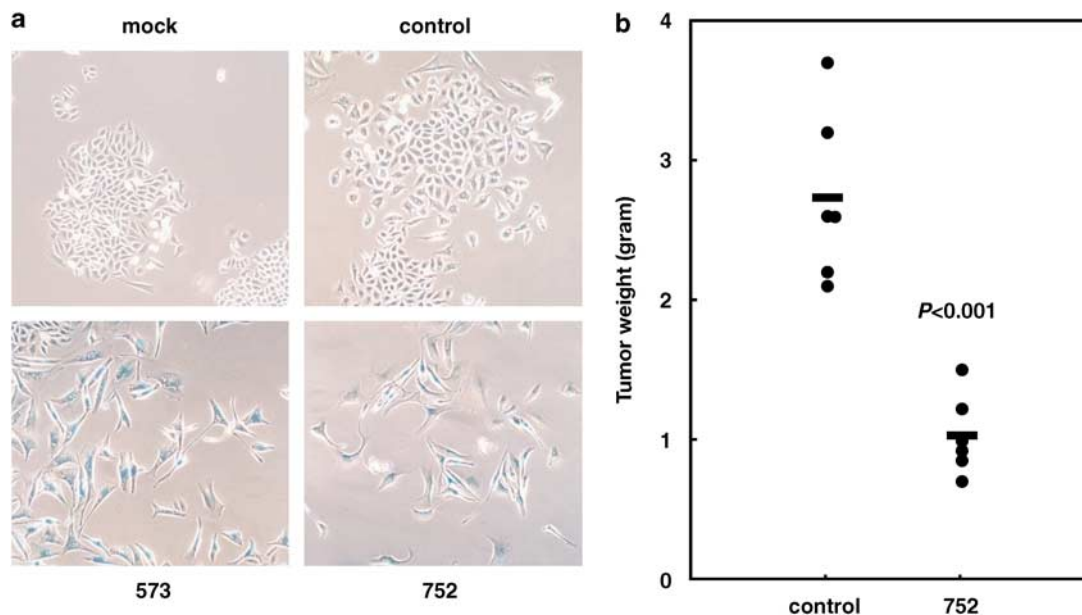 a
mock control
573 752
b
Tumor weight (gram)
4
3
2
1
0
P<0.001
control 752